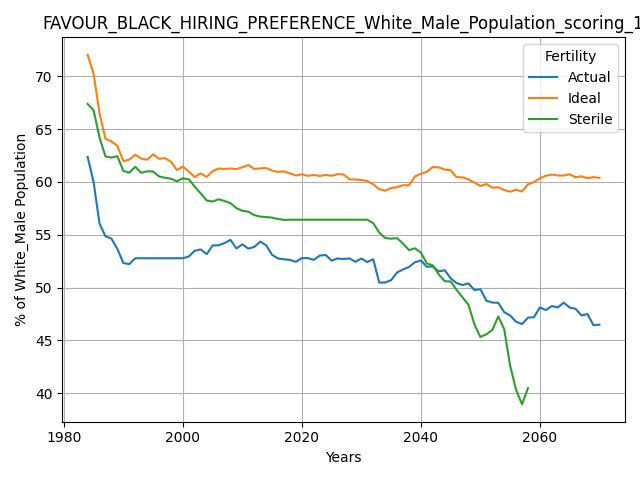 FAVOUR_BLACK_HIRING_PREFERENCE_White_Male_Population_scoring_1
Fertility
Actual
Ideal
Sterile
% of White_Male Population
70
65
60
55
50
45
40
1980
2000
2020
2040
2060
Years